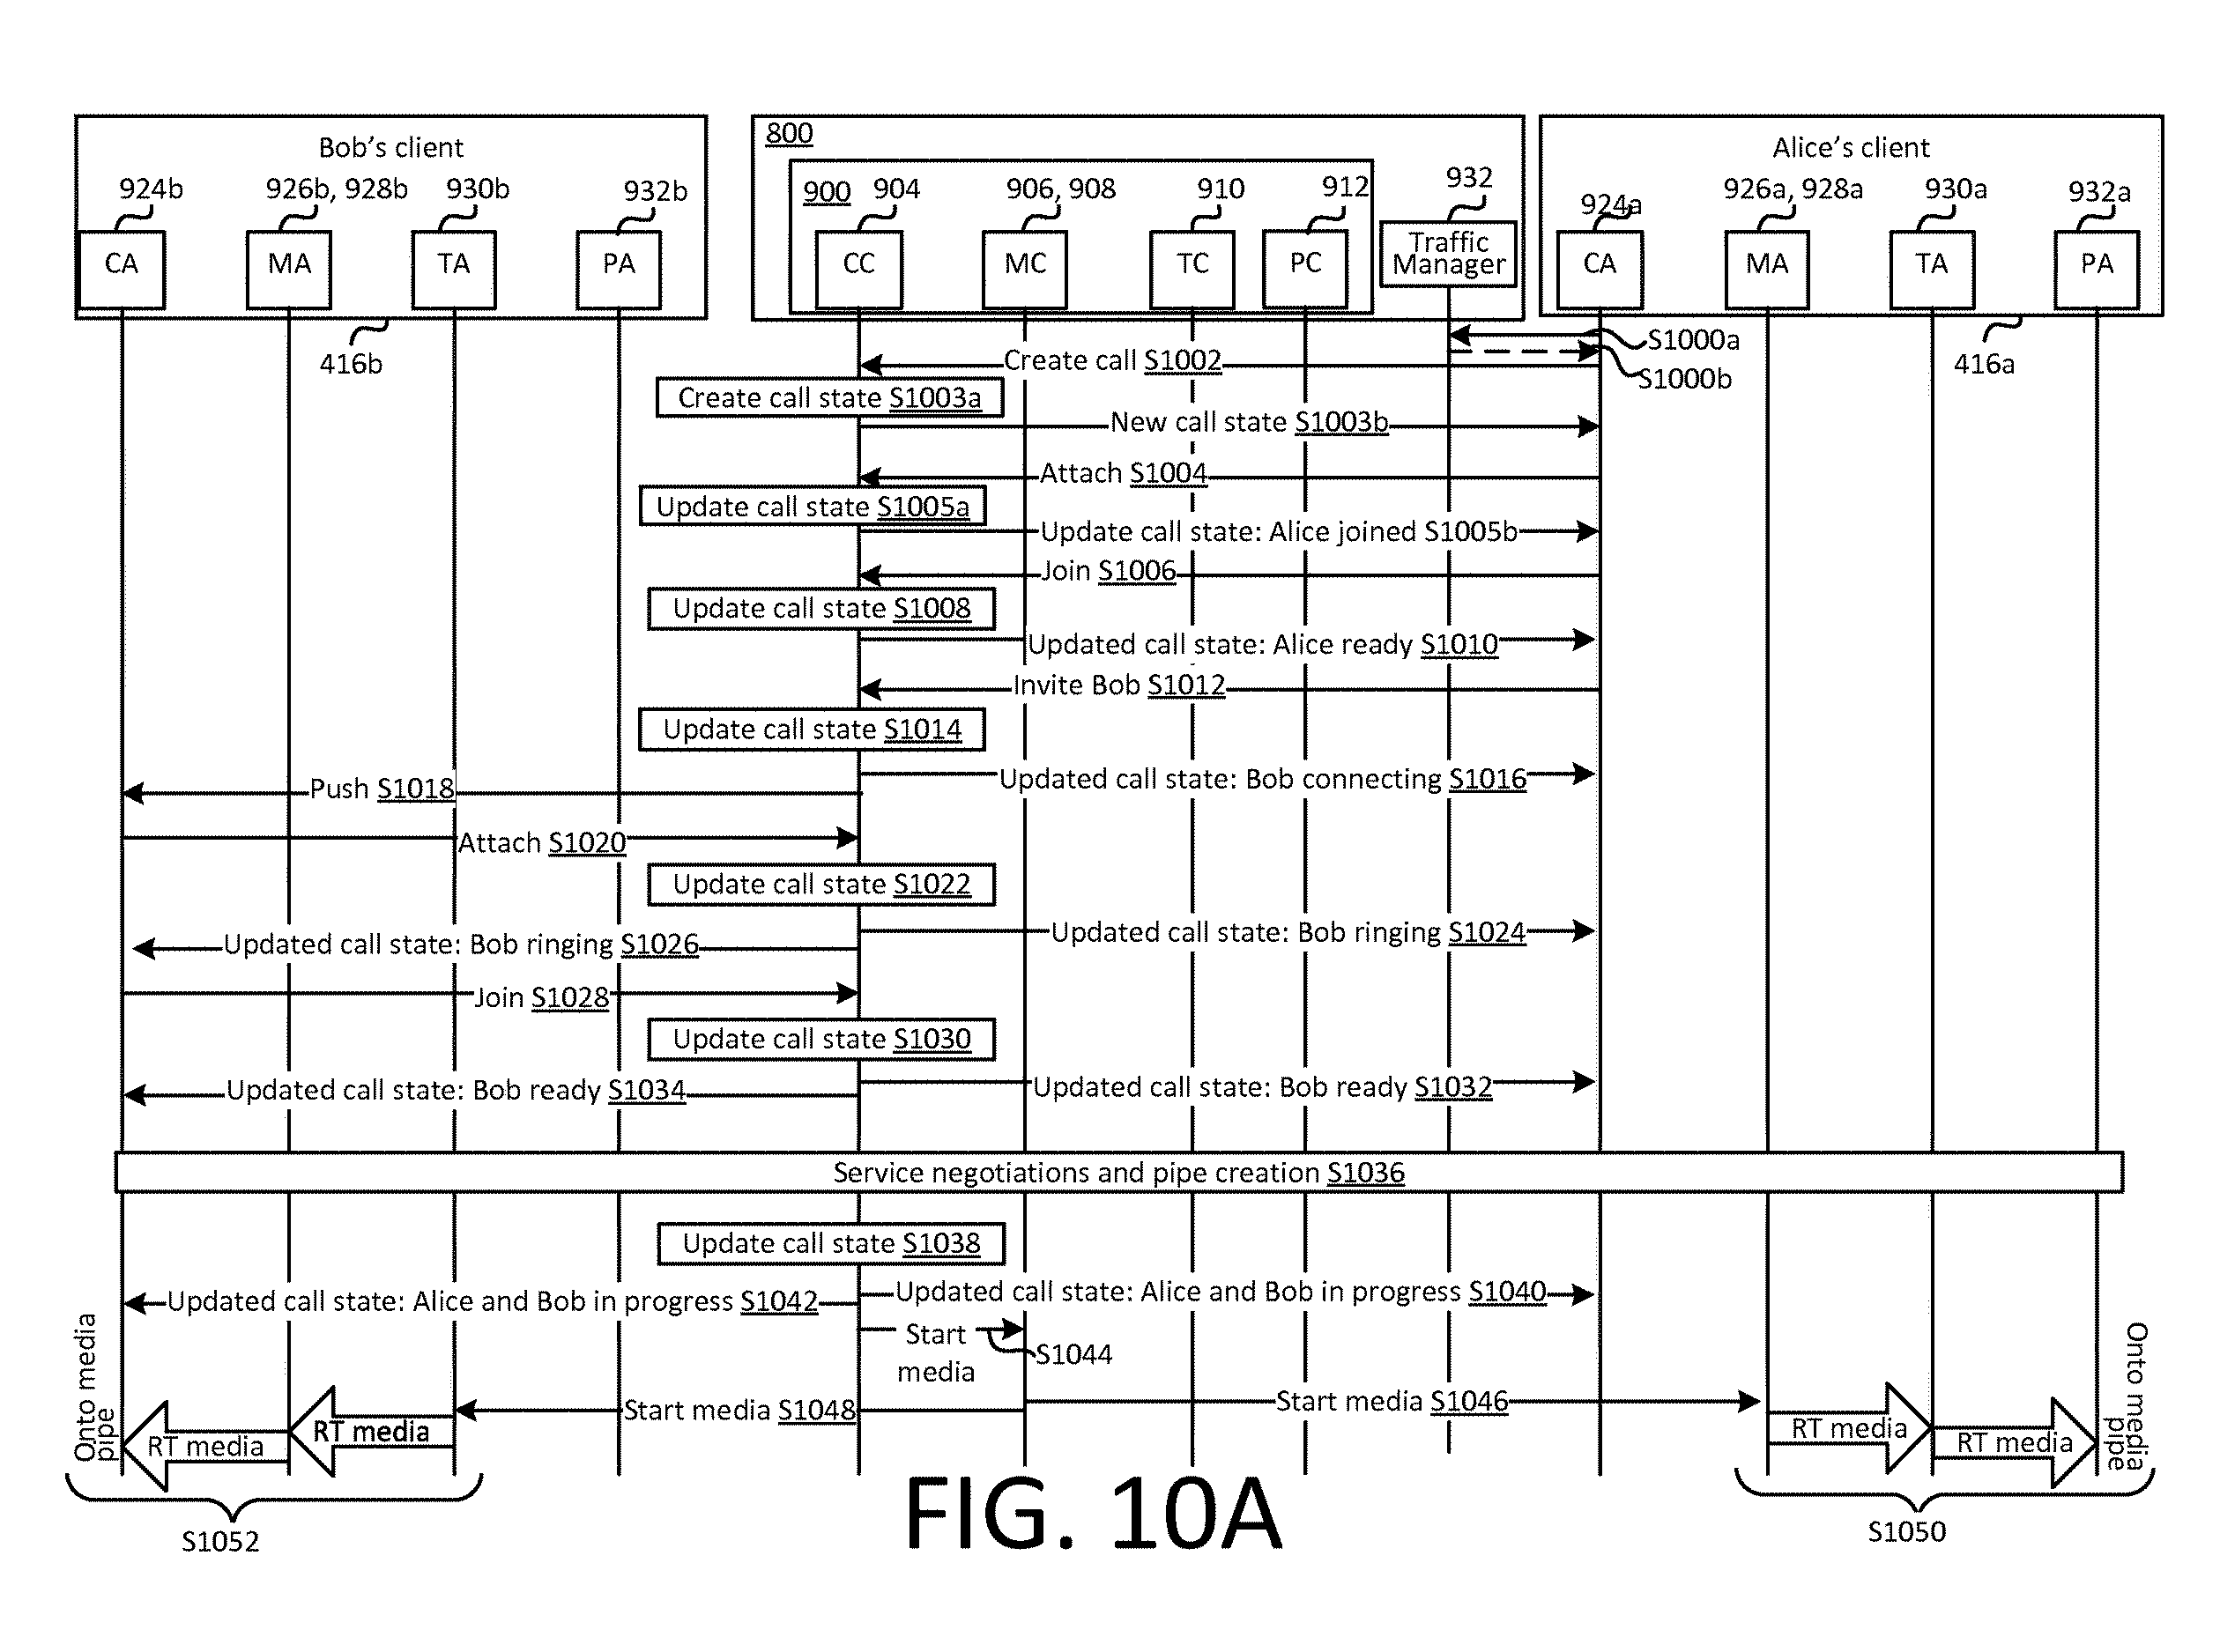 Bob's client
924b
926b, 928b
930b
932b
CA
MA
TA
PA
416b
800
900
904
906, 908
910
912
932
CC
MC
TC
PC
Traffic
Manager
Alice's client
924a
926a, 928a
930a
932a
CA
MA
TA
PA
416a
S1000a
Create call S1002
S1000b
Create call state S1003a
New call state S1003b
Attach S1004
Update call state S1005a
Update call state: Alice joined S1005b
Join S1006
Update call state S1008
Updated call state: Alice ready S1010
Invite Bob S1012
Update call state S1014
Updated call state: Bob connecting S1016
Push S1018
Attach S1020
Update call state S1022
Updated call state: Bob ringing S1024
Updated call state: Bob ringing S1026
Join S1028
Update call state S1030
Updated call state: Bob ready S1032
Updated call state: Bob ready S1034
Service negotiations and pipe creation S1036
Update call state S1038
Updated call state: Alice and Bob in progress S1040
Updated call state: Alice and Bob in progress S1042
Start
media
S1044
Start media S1046
Start media S1048
Onto media
pipe
RT media
RT media
RT media
RT media
Onto media
pipe
S1052
S1050
FIG. 10A